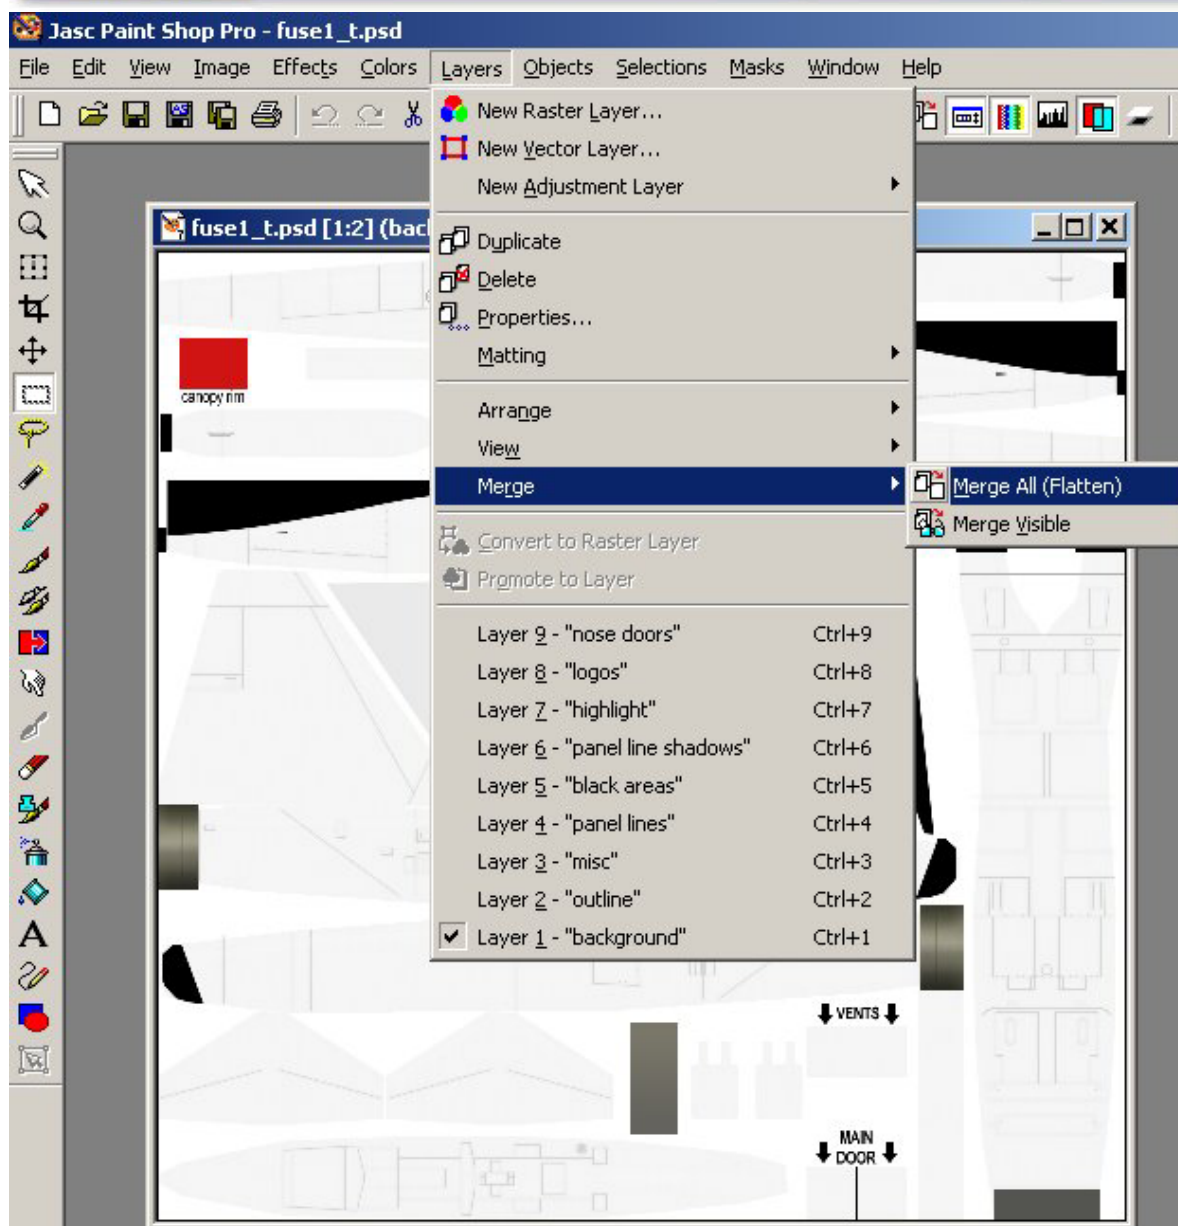 Jasc Paint Shop Pro - fuse1_t.psd
File Edit View Image Effects Colors Layers Objects Selections Masks Window Help
New Raster Layer...
New Vector Layer...
New Adjustment Layer
fuse1_t.psd [1:2] (bac
Duplicate
Delete
Properties...
Matting
canopy rim
Arrange
View
Merge
Merge All (Flatten)
Merge Visible
Convert to Raster Layer
Promote to Layer
Layer 9 - "nose doors" Ctrl+9
Layer 8 - "logos" Ctrl+8
Layer 7 - "highlight" Ctrl+7
Layer 6 - "panel line shadows" Ctrl+6
Layer 5 - "black areas" Ctrl+5
Layer 4 - "panel lines" Ctrl+4
Layer 3 - "misc" Ctrl+3
Layer 2 - "outline" Ctrl+2
Layer 1 - "background" Ctrl+1
VENTS
MAIN
DOOR